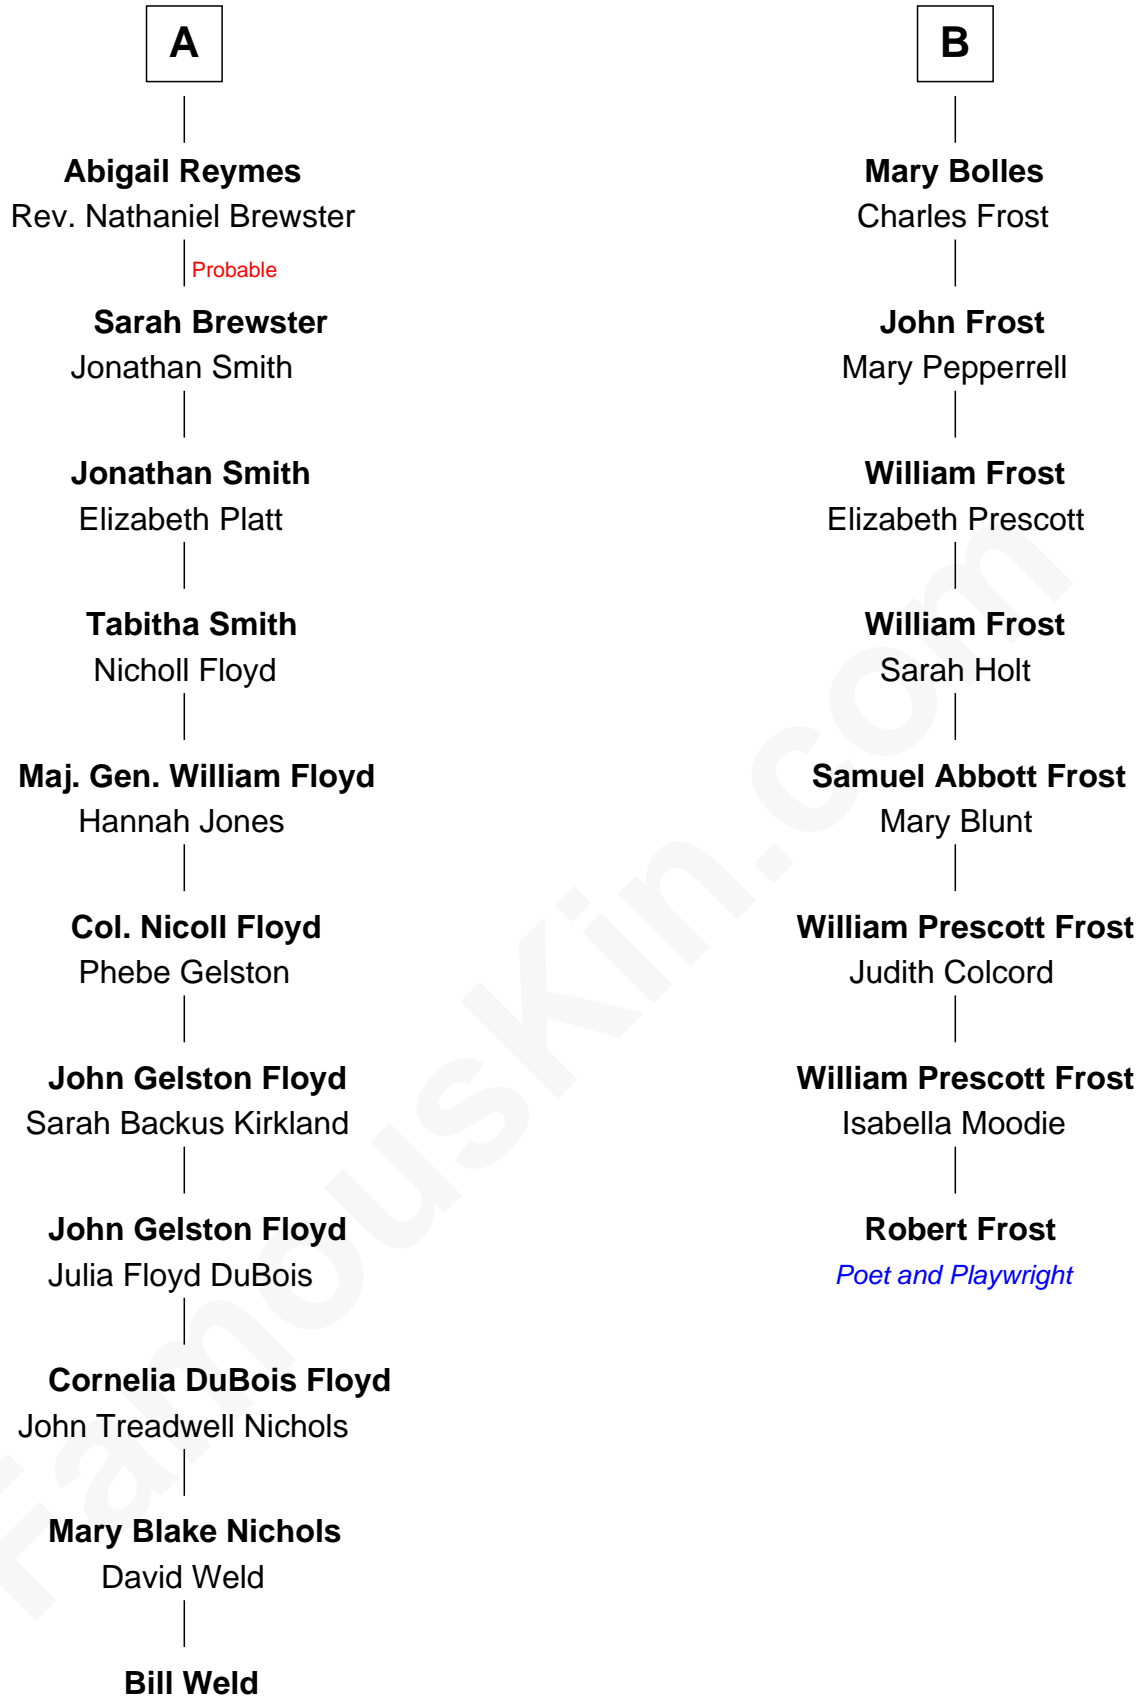 A
Abigail Reymes
Rev. Nathaniel Brewster
Probable
Sarah Brewster
Jonathan Smith
Jonathan Smith
Elizabeth Platt
Tabitha Smith
Nicholl Floyd
Maj. Gen. William Floyd
Hannah Jones
Col. Nicoll Floyd
Phebe Gelston
John Gelston Floyd
Sarah Backus Kirkland
John Gelston Floyd
Julia Floyd DuBois
Cornelia DuBois Floyd
John Treadwell Nichols
Mary Blake Nichols
David Weld
Bill Weld
B
Mary Bolles
Charles Frost
John Frost
Mary Pepperrell
William Frost
Elizabeth Prescott
William Frost
Sarah Holt
Samuel Abbott Frost
Mary Blunt
William Prescott Frost
Judith Colcord
William Prescott Frost
Isabella Moodie
Robert Frost
Poet and Playwright
FamousKin.com